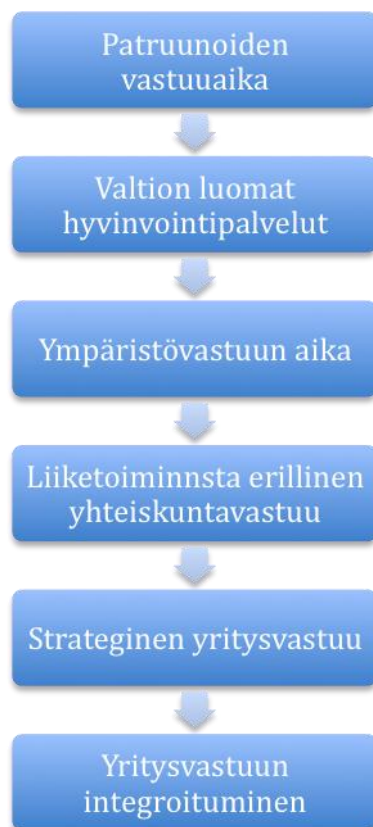 Patruunoiden
vastuuaika
Valtion luomat
hyvinvointipalvelut
Ympäristövastuun aika
Liiketoiminnsta erillinen
yhteiskuntavastuu
Strateginen yritysvastuu
Yritysvastuun
integroituminen